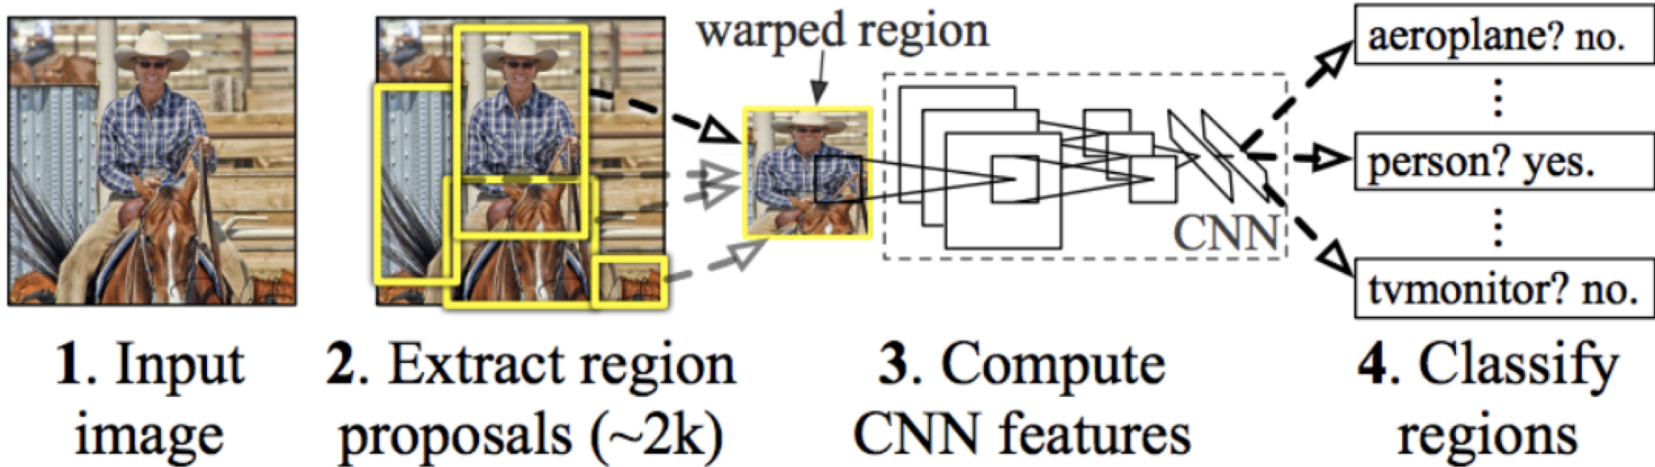 warped region
aeroplane? no.
person? yes.
CNN
tvmonitor? no.
1. Input
image
2. Extract region
proposals (~2k)
3. Compute
CNN features
4. Classify
regions